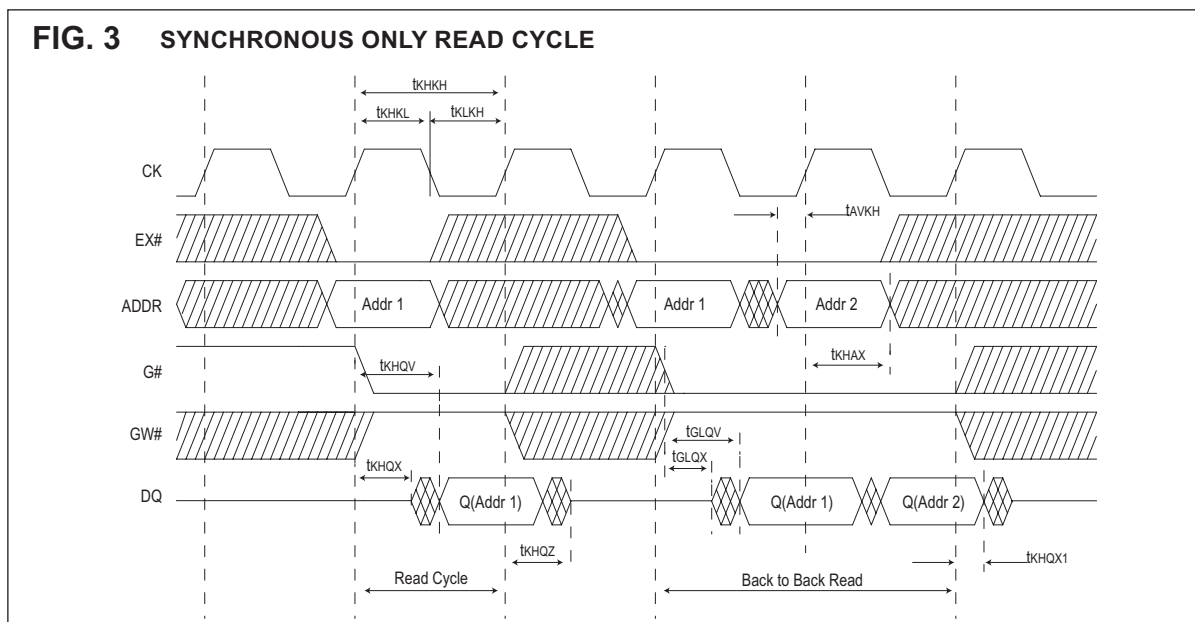 FIG. 3 SYNCHRONOUS ONLY READ CYCLE
tKHKH
tKHKL tKLKH
CK
tAVKH
EX#
ADDR Addr 1 Addr 1 Addr 2
tKHAX
G# tKHQV
GW#
tGLQV
tKHQX tGLQX
DQ Q(Addr 1) Q(Addr 1) Q(Addr 2)
tKHQZ tKHQX1
Read Cycle Back to Back Read